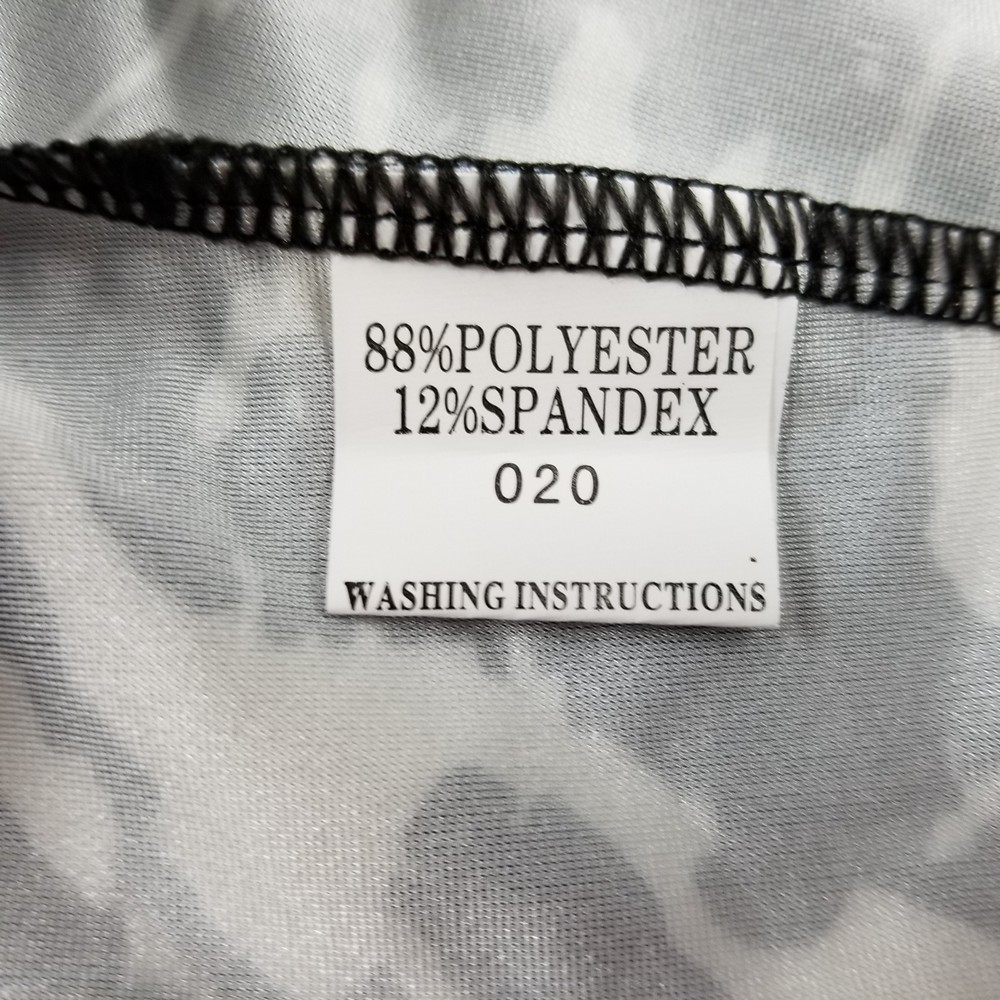 88%POLYESTER
12%SPANDEX
020
WASHING INSTRUCTIONS